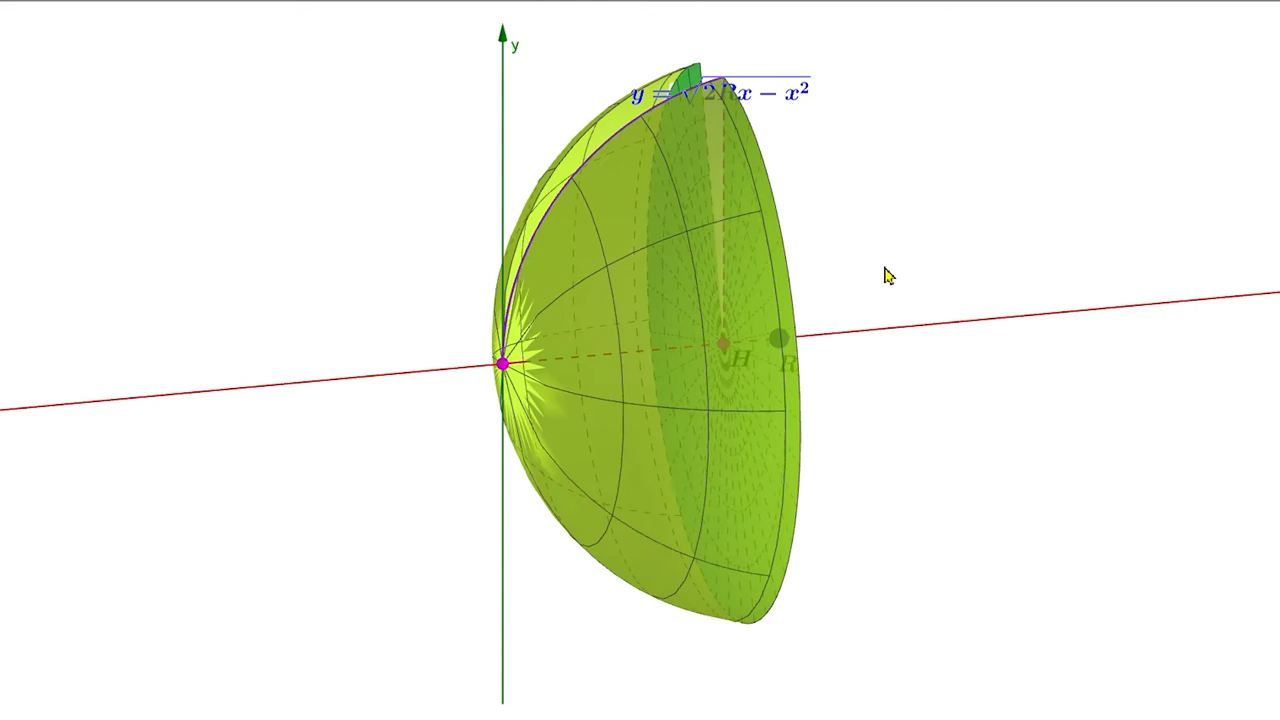 y
y = √2Rx − x²
H
R